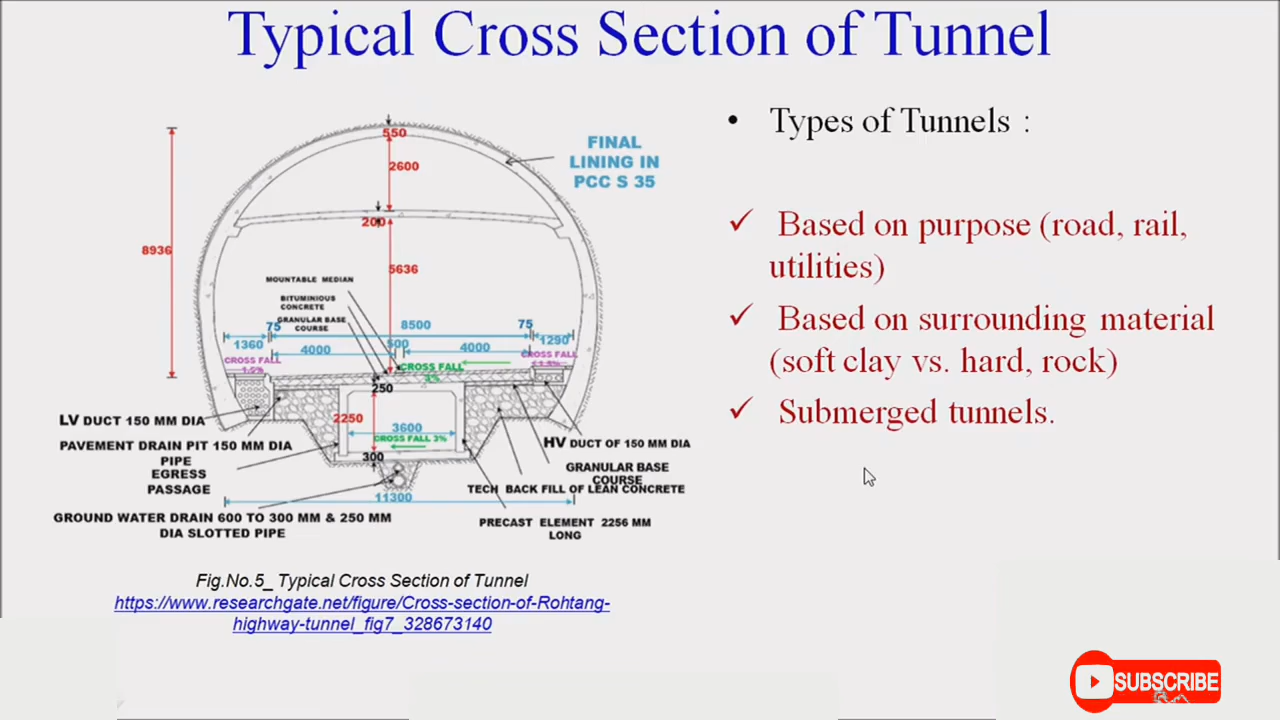 Typical Cross Section of Tunnel
550
FINAL
LINING IN
PCC S 35
2600
200
8936
5636
MOUNTABLE MEDIAN
BITUMINIOUS
CONCRETE
GRANULAR BASE
COURSE
75
8500
75
1360
4000
500
4000
1290
CROSS FALL
1.5%
CROSS FALL
3%
CROSS FALL
1.5%
250
2250
3600
CROSS FALL 3%
300
LV DUCT 150 MM DIA
PAVEMENT DRAIN PIT 150 MM DIA
PIPE
EGRESS
PASSAGE
GROUND WATER DRAIN 600 TO 300 MM & 250 MM
DIA SLOTTED PIPE
11300
HV DUCT OF 150 MM DIA
GRANULAR BASE
COURSE
TECH BACK FILL OF LEAN CONCRETE
PRECAST ELEMENT 2256 MM
LONG
Fig.No.5_ Typical Cross Section of Tunnel
https://www.researchgate.net/figure/Cross-section-of-Rohtang-
highway-tunnel_fig7_328673140
• Types of Tunnels :
✓ Based on purpose (road, rail,
utilities)
✓ Based on surrounding material
(soft clay vs. hard, rock)
✓ Submerged tunnels.
SUBSCRIBE